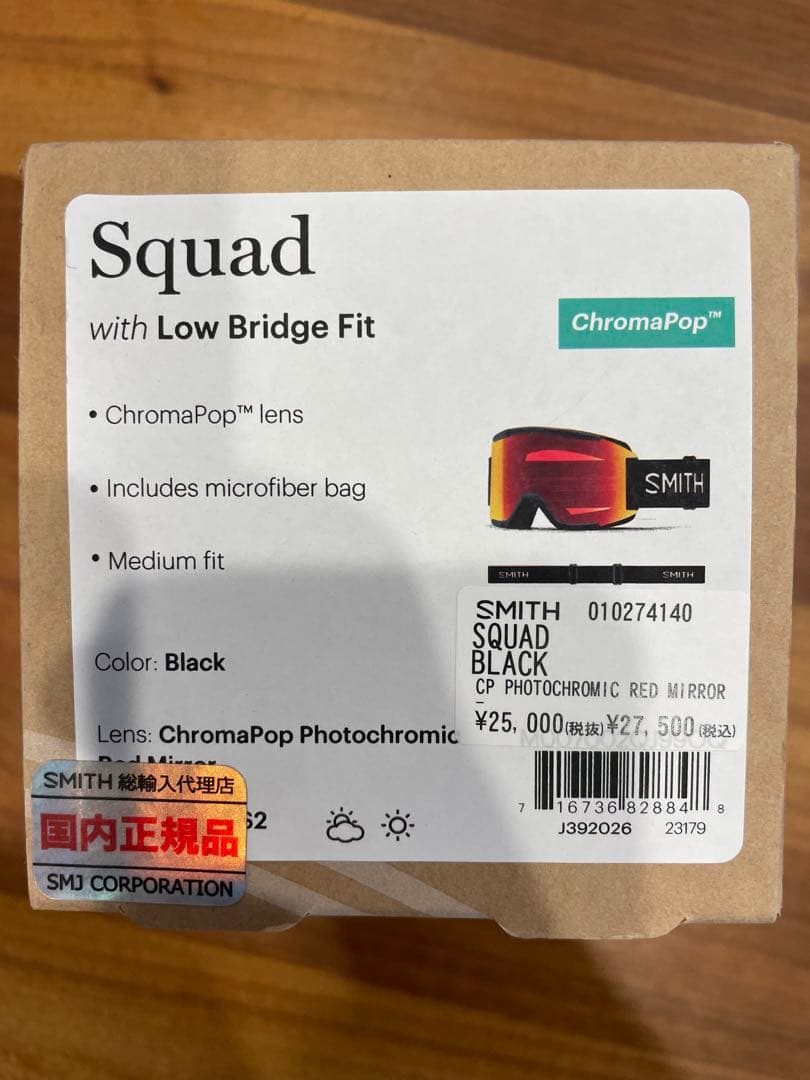 Squad
with Low Bridge Fit
ChromaPop™
• ChromaPop™ lens
• Includes microfiber bag
• Medium fit
SMITH
SMITH SMITH
Color: Black
Lens: ChromaPop Photochromic
Red Mirror
SMITH 010274140
SQUAD
BLACK
CP PHOTOCHROMIC RED MIRROR
-
¥25,000(税抜)¥27,500(税込)
7 16736 82884 8
J392026 23179
SMITH 総輸入代理店
国内正規品
SMJ CORPORATION